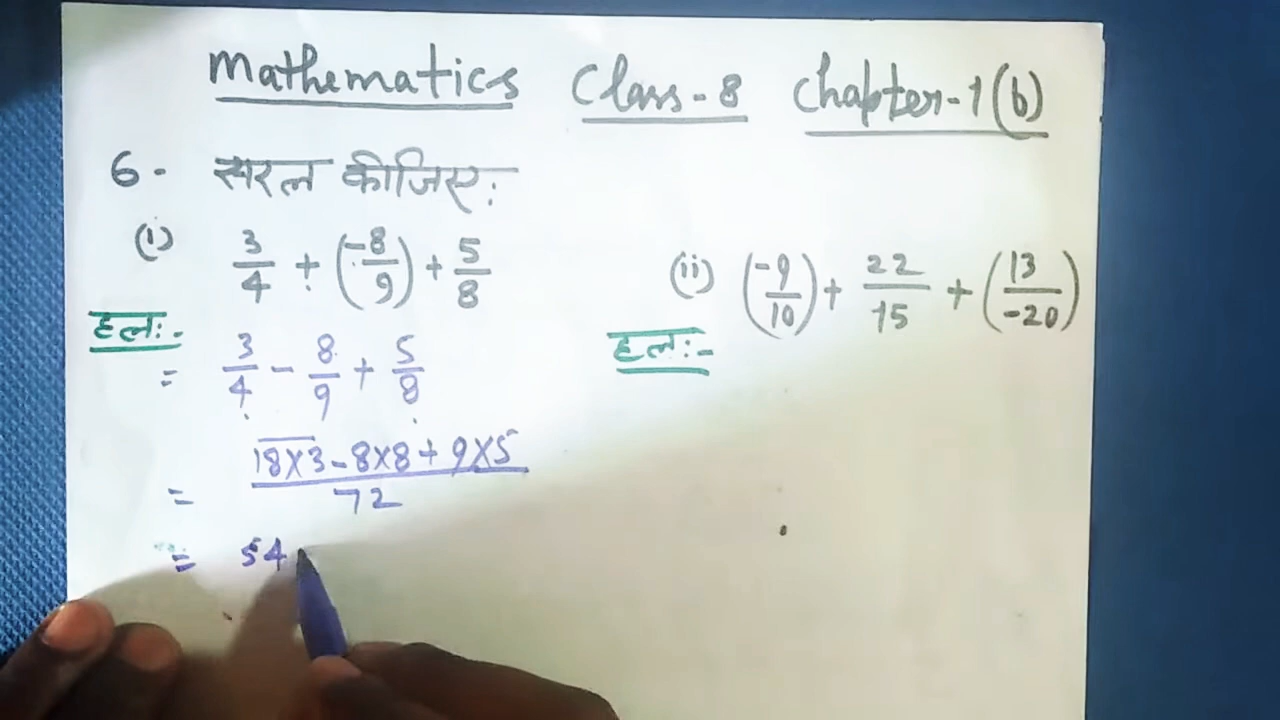 Mathematics Class-8 Chapter-1(b)
6. सरल कीजिए:
(i) 3/4 + (-8/9) + 5/8
हलः-
= 3/4 - 8/9 + 5/8
= 18×3-8×8+9×5 / 72
= 54
(ii) (-9/10) + 22/15 + (13/-20)
हलः-